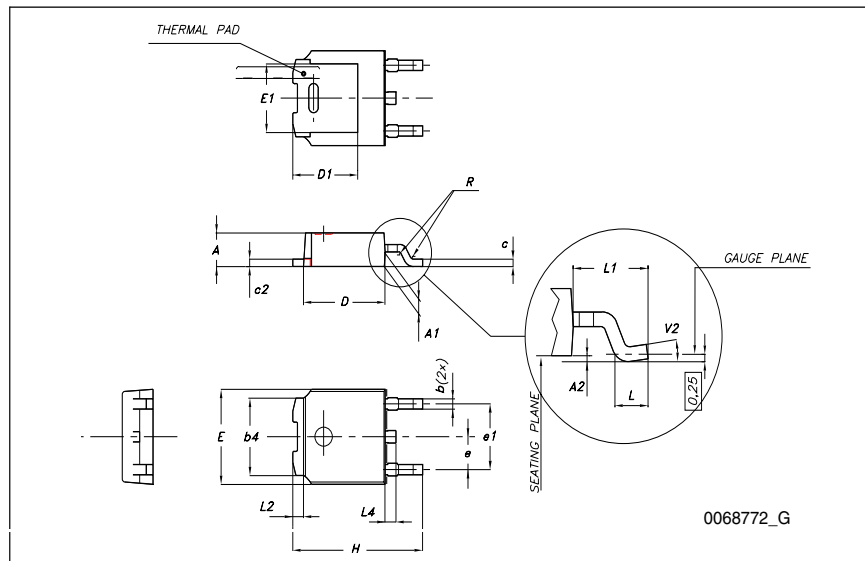 THERMAL PAD
E1
D1
R
A
c
c2
D
A1
L1
GAUGE PLANE
V2
A2
L
0,25
SEATING PLANE
b(2x)
E
b4
e
e1
L2
L4
H
0068772_G